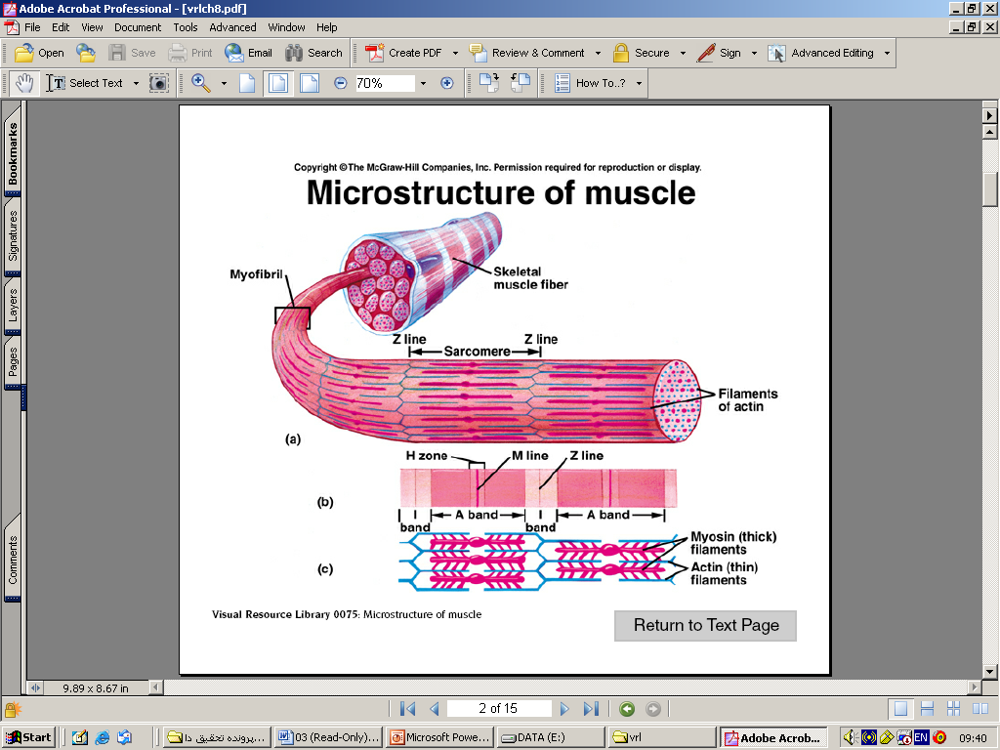 Adobe Acrobat Professional - [vrlch8.pdf]
File Edit View Document Tools Advanced Window Help
Open Save Print Email Search Create PDF Review & Comment Secure Sign Advanced Editing
Select Text 70% How To..?
Bookmarks
Signatures
Layers
Pages
Comments
Copyright ©The McGraw-Hill Companies, Inc. Permission required for reproduction or display.
Microstructure of muscle
Myofibril
Skeletal
muscle fiber
Z line Z line
Sarcomere
Filaments
of actin
(a)
H zone M line Z line
(b)
I A band I A band
band band
Myosin (thick)
filaments
(c)
Actin (thin)
filaments
Visual Resource Library 0075: Microstructure of muscle
Return to Text Page
9.89 x 8.67 in
2 of 15
Start پرونده تحقیق دا... 03 (Read-Only)... Microsoft Powe... DATA (E:) vrl Adobe Acrob... EN 09:40